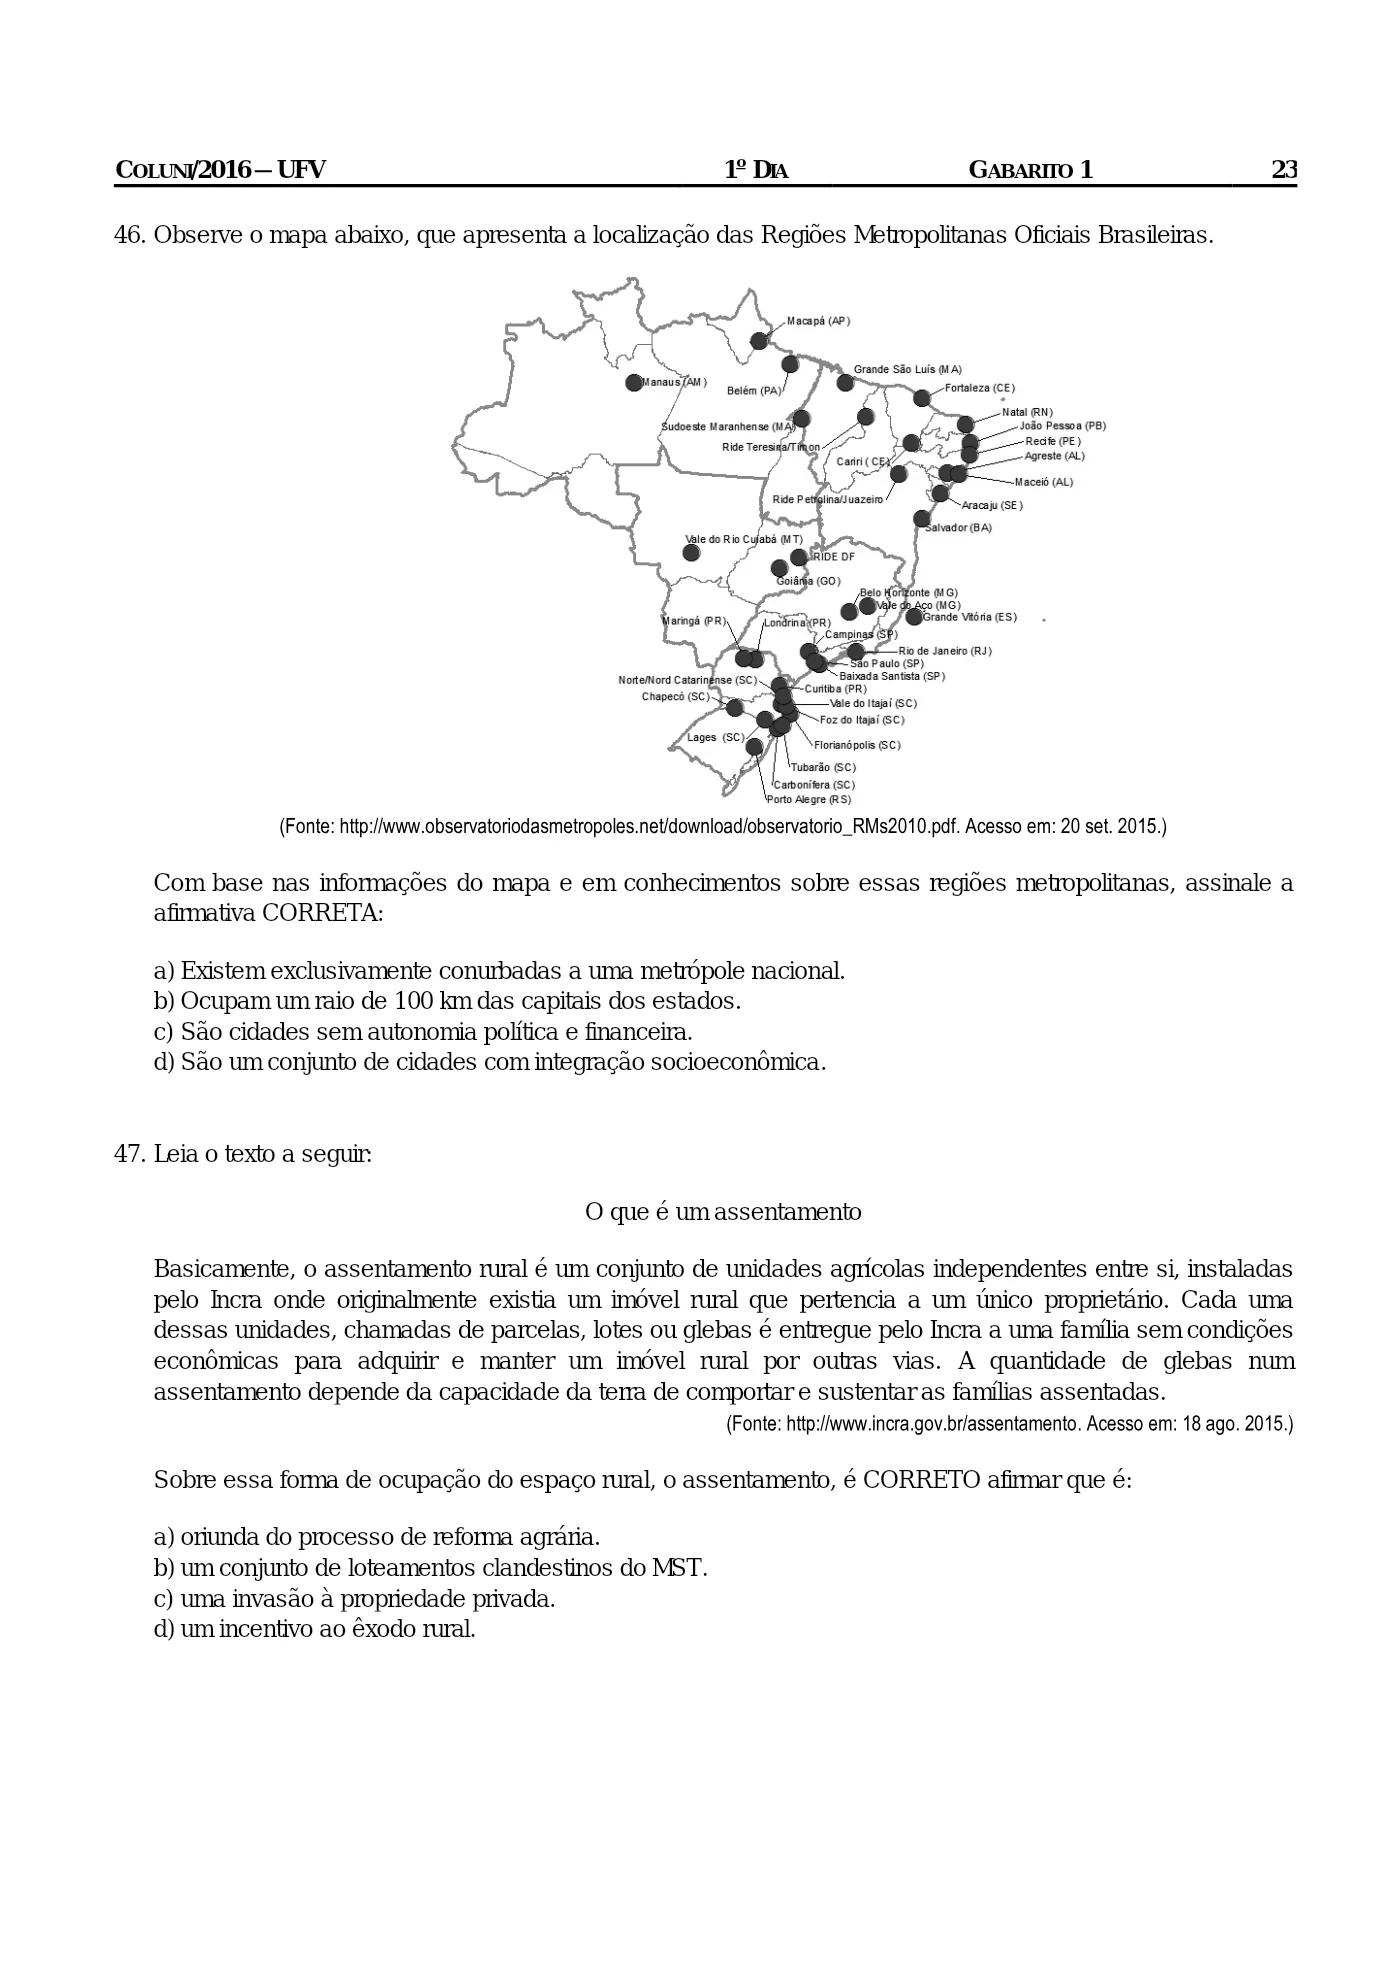 COLUNI/2016 — UFV 1º DIA GABARITO 1 23
46. Observe o mapa abaixo, que apresenta a localização das Regiões Metropolitanas Oficiais Brasileiras.
Macapá (AP)
Grande São Luís (MA)
Manaus (AM)
Belém (PA)
Fortaleza (CE)
Natal (RN)
Sudoeste Maranhense (MA)
João Pessoa (PB)
Ride Teresina/Timon
Recife (PE)
Cariri ( CE)
Agreste (AL)
Maceió (AL)
Ride Petrolina/Juazeiro
Aracaju (SE)
Salvador (BA)
Vale do Rio Cuiabá (MT)
RIDE DF
Goiânia (GO)
Belo Horizonte (MG)
Vale do Aço (MG)
Grande Vitória (ES)
Maringá (PR)
Londrina (PR)
Campinas (SP)
Rio de Janeiro (RJ)
São Paulo (SP)
Baixada Santista (SP)
Norte/Nord Catarinense (SC)
Curitiba (PR)
Chapecó (SC)
Vale do Itajaí (SC)
Foz do Itajaí (SC)
Lages (SC)
Florianópolis (SC)
Tubarão (SC)
Carbonífera (SC)
Porto Alegre (RS)
(Fonte: http://www.observatoriodasmetropoles.net/download/observatorio_RMs2010.pdf. Acesso em: 20 set. 2015.)
Com base nas informações do mapa e em conhecimentos sobre essas regiões metropolitanas, assinale a
afirmativa CORRETA:
a) Existem exclusivamente conurbadas a uma metrópole nacional.
b) Ocupam um raio de 100 km das capitais dos estados.
c) São cidades sem autonomia política e financeira.
d) São um conjunto de cidades com integração socioeconômica.
47. Leia o texto a seguir:
O que é um assentamento
Basicamente, o assentamento rural é um conjunto de unidades agrícolas independentes entre si, instaladas
pelo Incra onde originalmente existia um imóvel rural que pertencia a um único proprietário. Cada uma
dessas unidades, chamadas de parcelas, lotes ou glebas é entregue pelo Incra a uma família sem condições
econômicas para adquirir e manter um imóvel rural por outras vias. A quantidade de glebas num
assentamento depende da capacidade da terra de comportar e sustentar as famílias assentadas.
(Fonte: http://www.incra.gov.br/assentamento. Acesso em: 18 ago. 2015.)
Sobre essa forma de ocupação do espaço rural, o assentamento, é CORRETO afirmar que é:
a) oriunda do processo de reforma agrária.
b) um conjunto de loteamentos clandestinos do MST.
c) uma invasão à propriedade privada.
d) um incentivo ao êxodo rural.